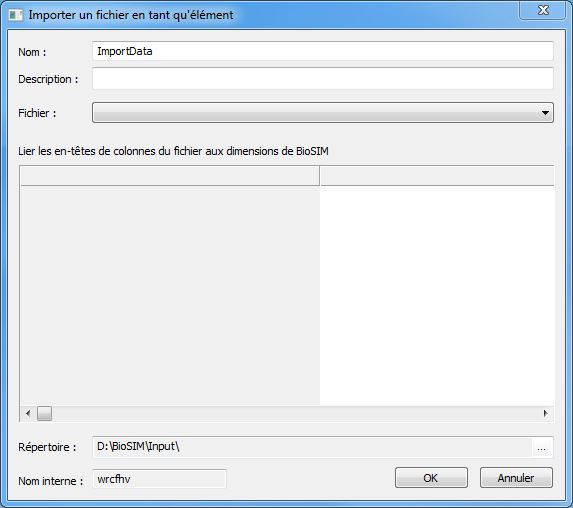 Importer un fichier en tant qu'élément
Nom : ImportData
Description :
Fichier :
Lier les en-têtes de colonnes du fichier aux dimensions de BioSIM
Répertoire : D:\BioSIM\Input\ ...
Nom interne : wrcfhv OK Annuler